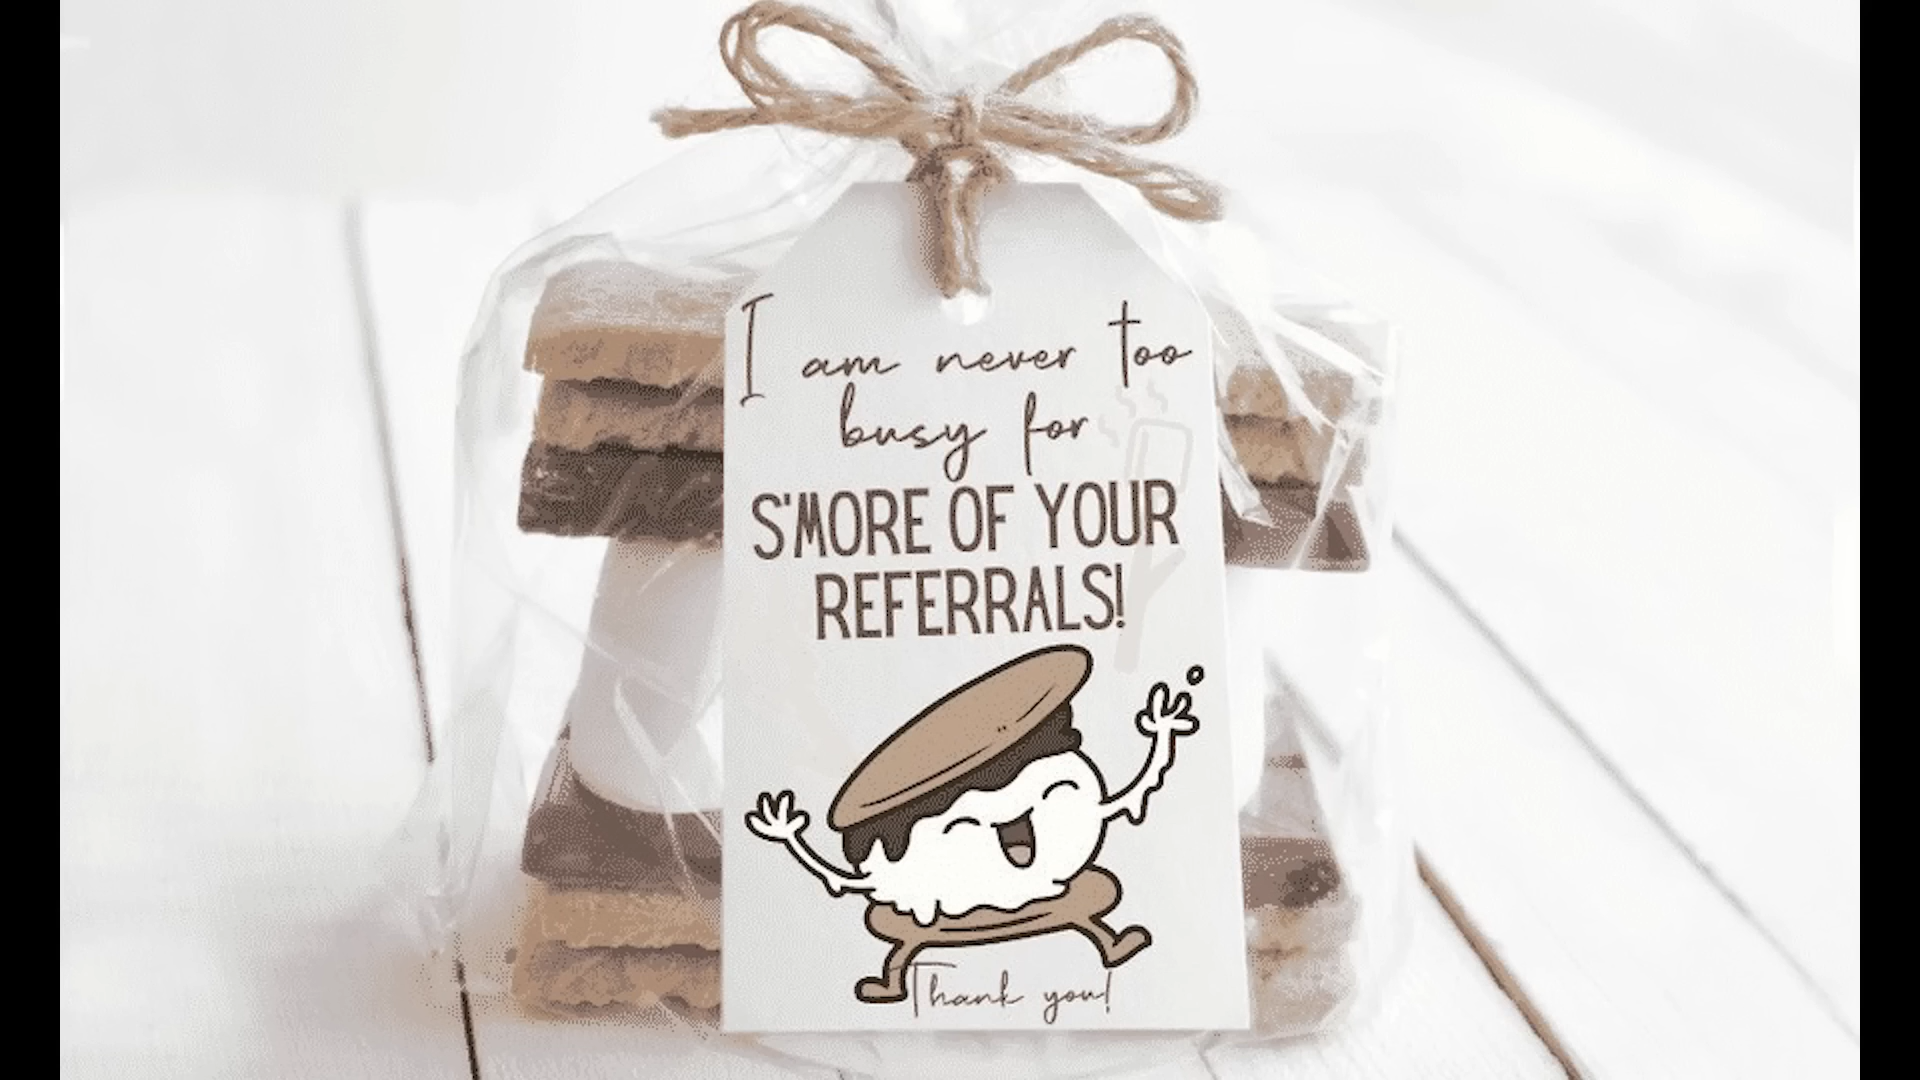 I am never too
busy for
S'MORE OF YOUR
REFERRALS!
Thank you!